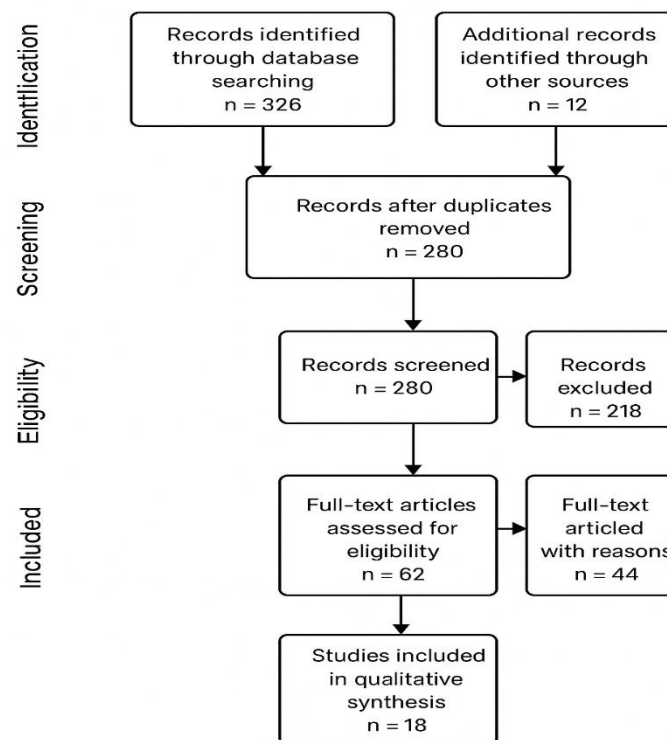 Identtlication
Records identified
through database
searching
n = 326
Additional records
identified through
other sources
n = 12
Screening
Records after duplicates
removed
n = 280
Eligibility
Records screened
n = 280
Records
excluded
n = 218
Included
Full-text articles
assessed for
eligibility
n = 62
Full-text
articled
with reasons
n = 44
Studies included
in qualitative
synthesis
n = 18